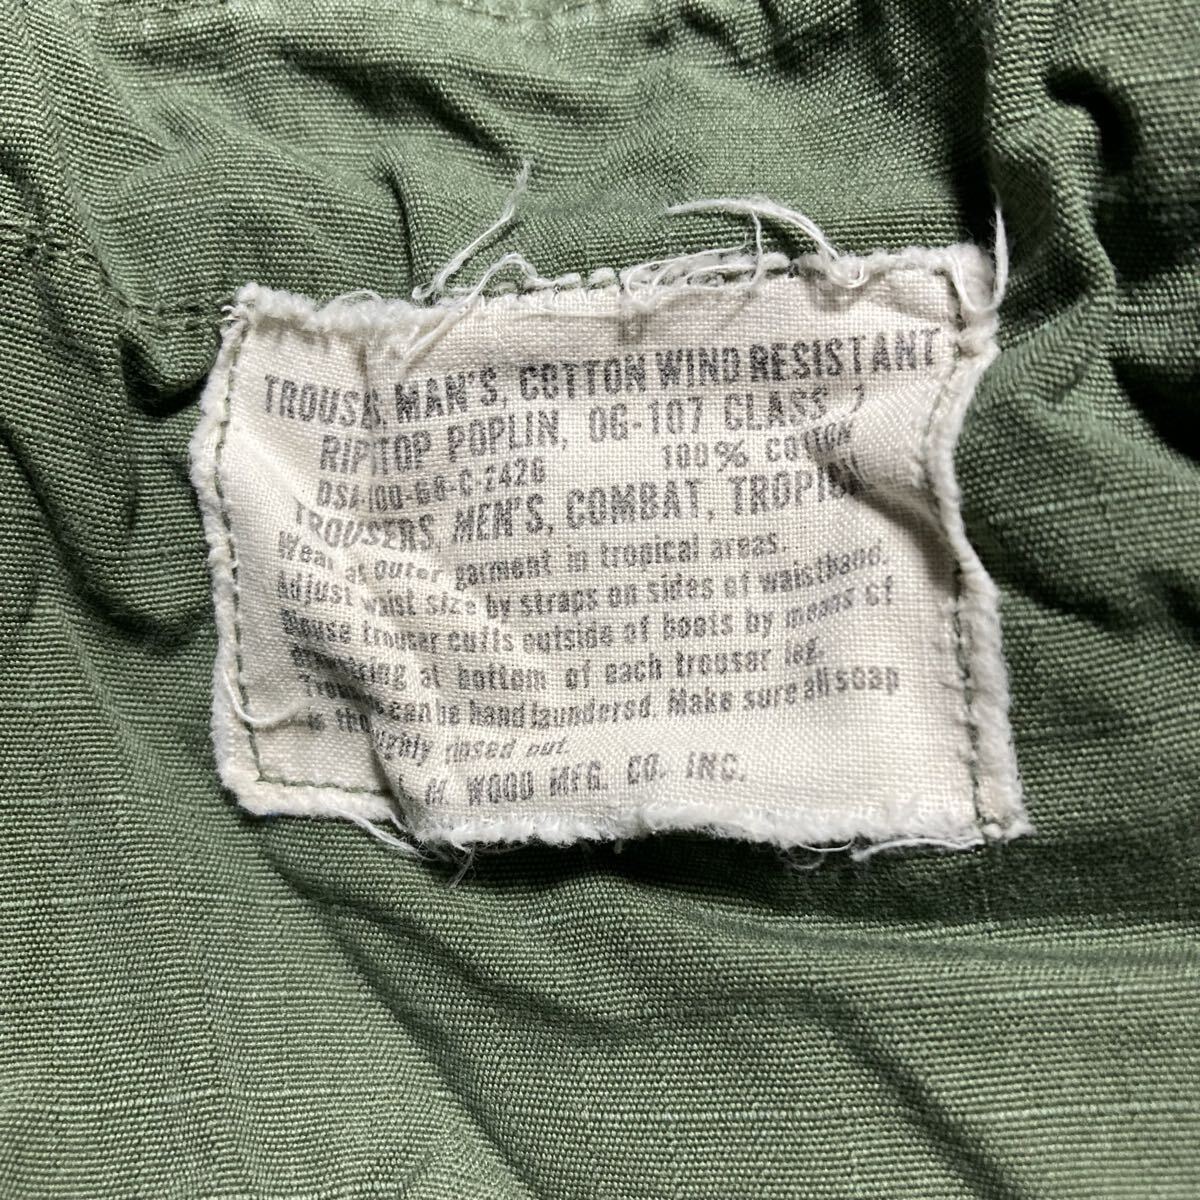 TROUSERS, MAN'S, COTTON WIND RESISTANT
RIPSTOP POPLIN, OG-107 CLASS 2
DSA-100-68-C-2426 100% COTTON
TROUSERS, MEN'S, COMBAT, TROPICAL
Wear as outer garment in tropical areas.
Adjust waist size by straps on sides of waistband.
Blouse trouser cuffs outside of boots by means of
drawstring at bottom of each trouser leg.
Trousers can be hand laundered. Make sure all soap
is thoroughly rinsed out.
M. WOOD MFG. CO. INC.